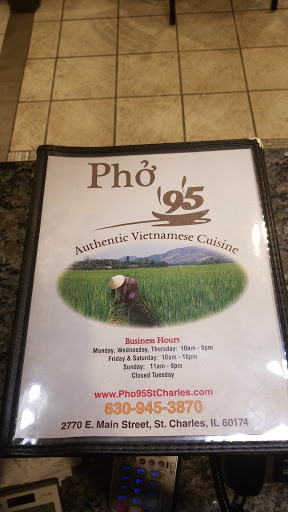 Phở
'95
Authentic Vietnamese Cuisine
Business Hours
Monday, Wednesday, Thursday: 10am - 9pm
Friday & Saturday: 10am - 10pm
Sunday: 11am - 9pm
Closed Tuesday
www.Pho95StCharles.com
630-945-3870
2770 E. Main Street, St. Charles, IL 60174